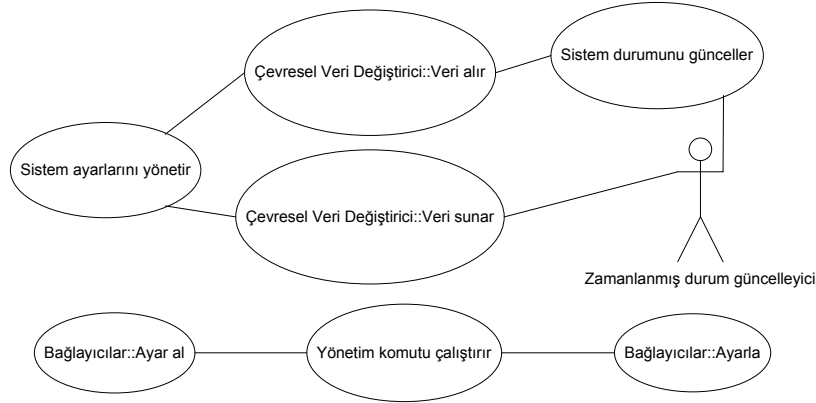 Sistem durumunu günceller
Çevresel Veri Değiştirici::Veri alır
Sistem ayarlarını yönetir
Çevresel Veri Değiştirici::Veri sunar
Zamanlanmış durum güncelleyici
Bağlayıcılar::Ayar al
Yönetim komutu çalıştırır
Bağlayıcılar::Ayarla